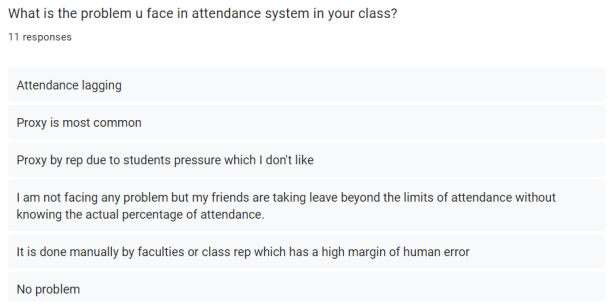 What is the problem u face in attendance system in your class?
11 responses
Attendance lagging
Proxy is most common
Proxy by rep due to students pressure which I don't like
I am not facing any problem but my friends are taking leave beyond the limits of attendance without
knowing the actual percentage of attendance.
It is done manually by faculties or class rep which has a high margin of human error
No problem